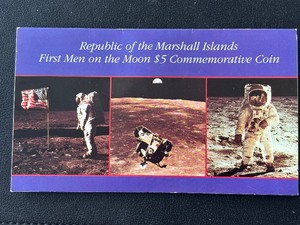 Republic of the Marshall Islands
First Men on the Moon $5 Commemorative Coin